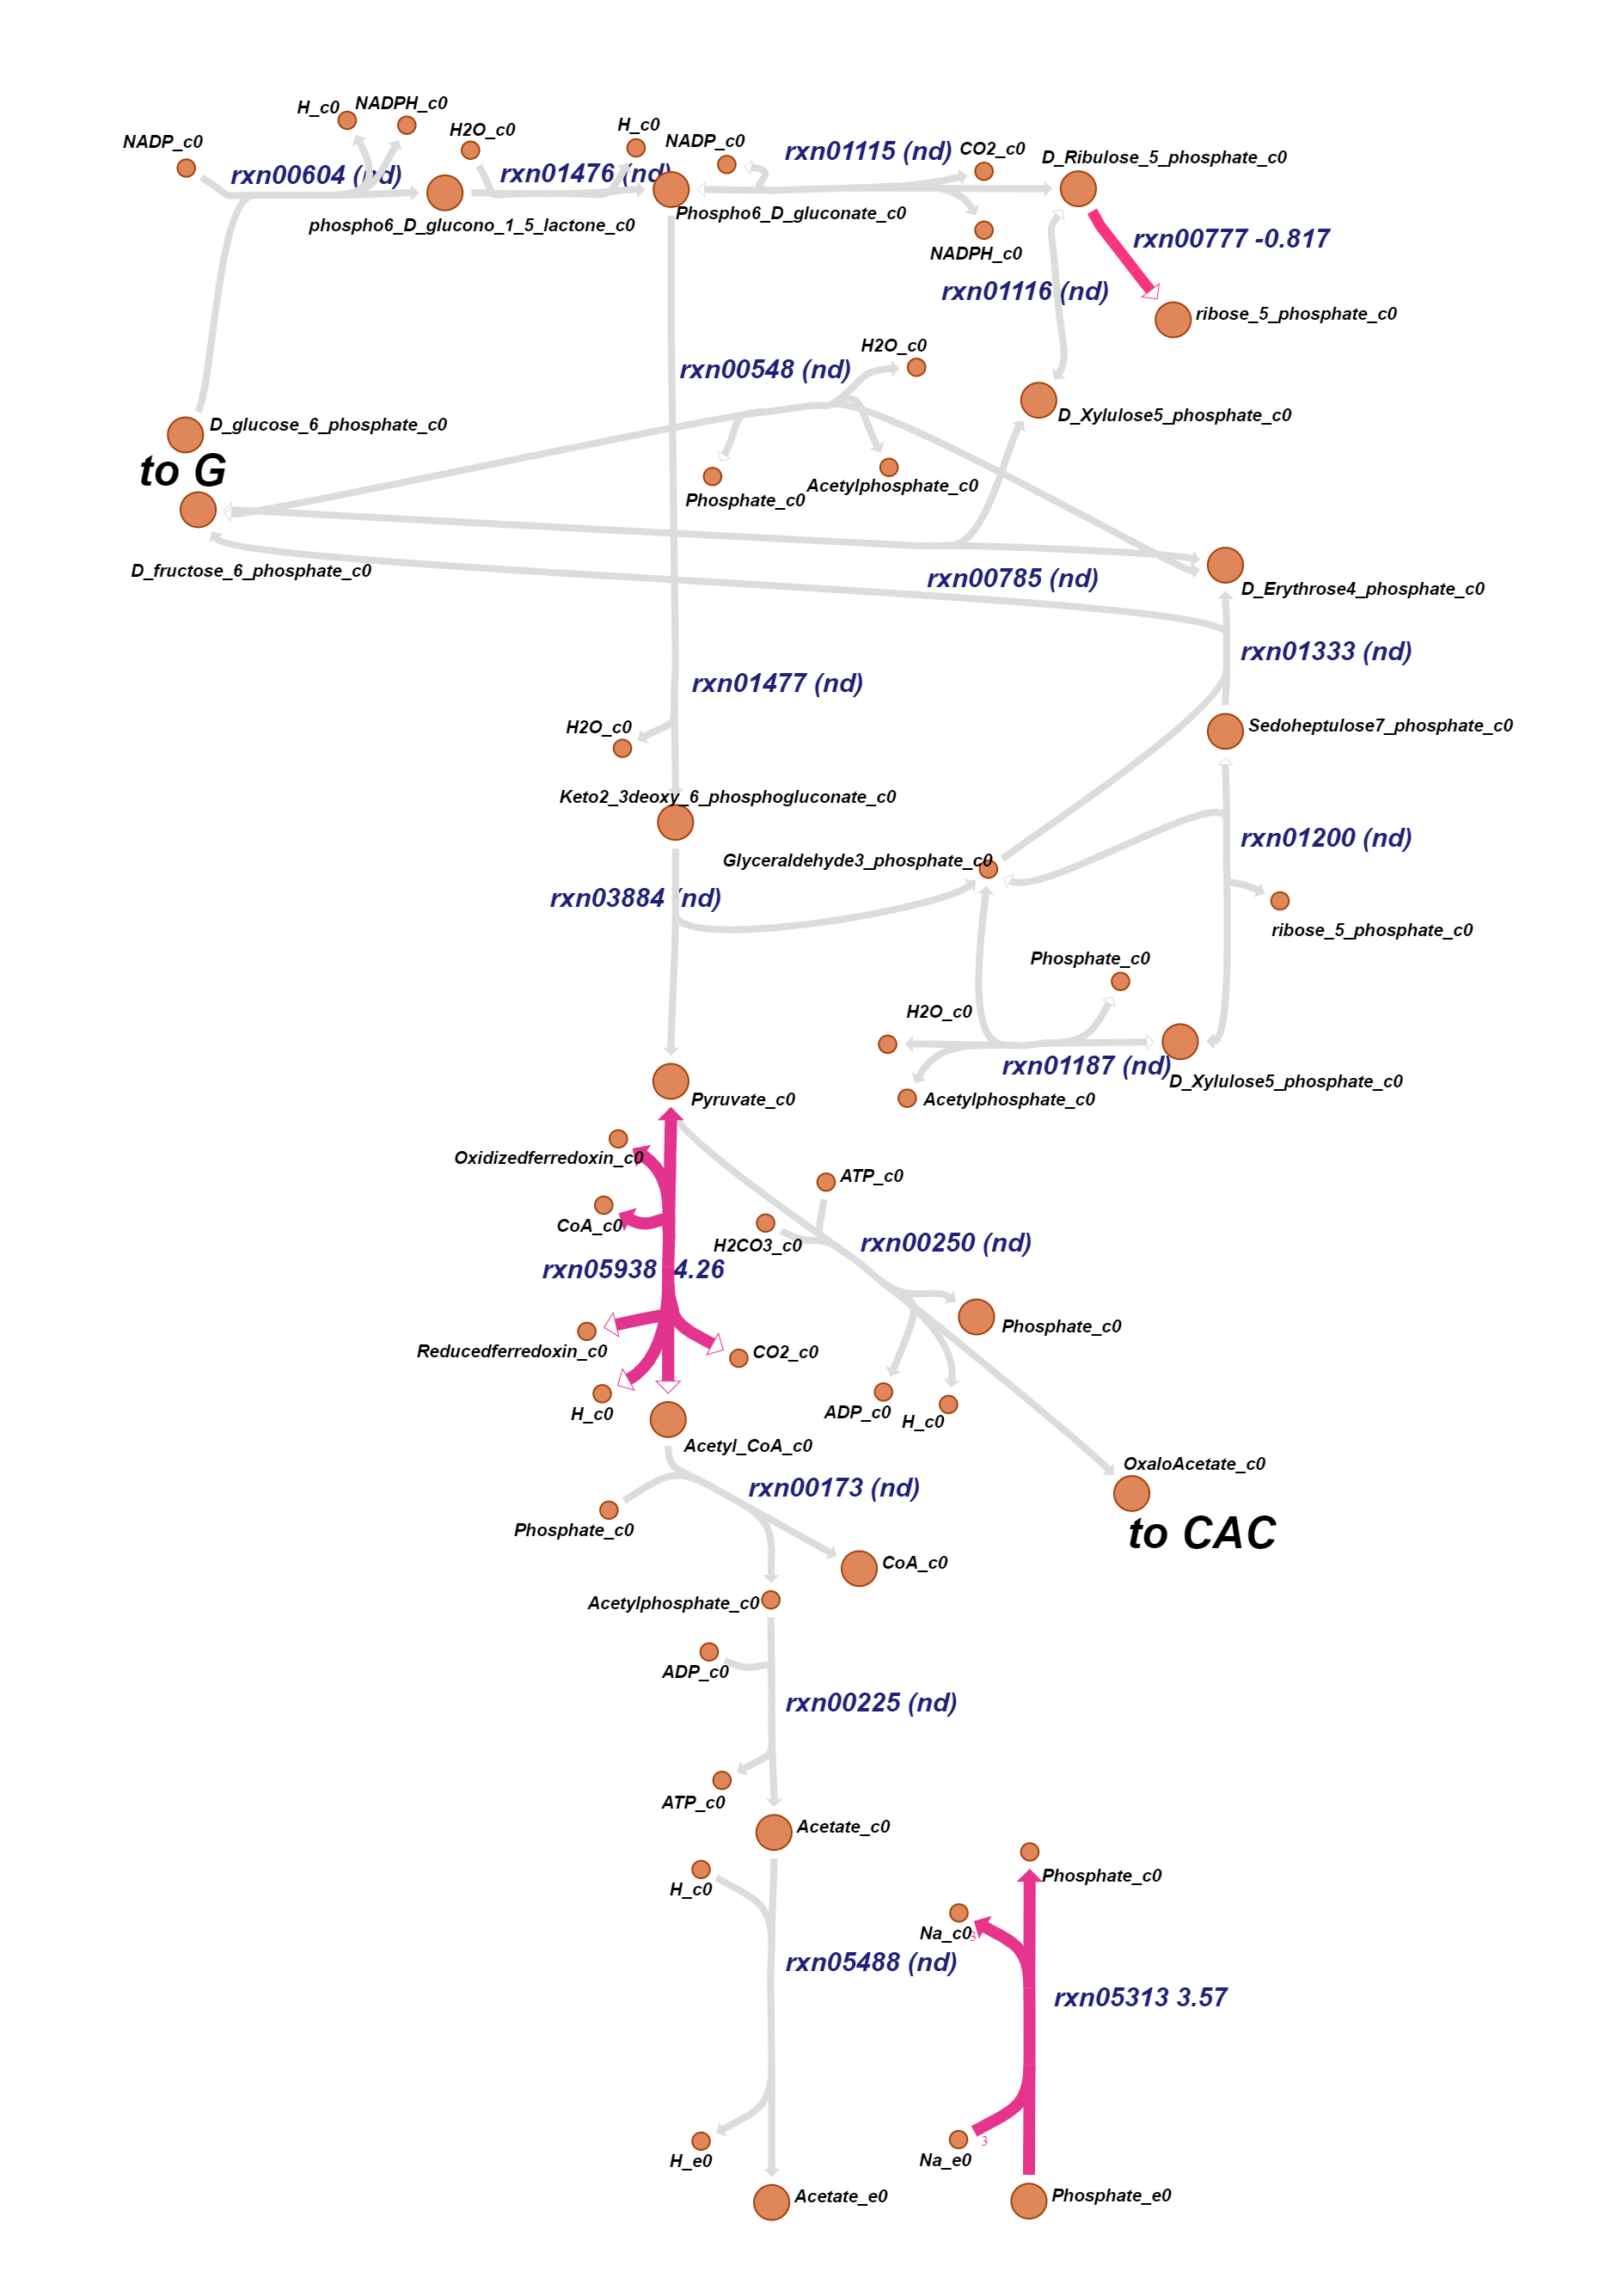 H_c0
NADPH_c0
NADP_c0
H2O_c0
H_c0
NADP_c0
rxn00604 (nd)
rxn01476 (nd)
rxn01115 (nd)
CO2_c0
D_Ribulose_5_phosphate_c0
phospho6_D_glucono_1_5_lactone_c0
Phospho6_D_gluconate_c0
NADPH_c0
rxn00777 -0.817
rxn01116 (nd)
ribose_5_phosphate_c0
H2O_c0
rxn00548 (nd)
D_glucose_6_phosphate_c0
D_Xylulose5_phosphate_c0
to G
Phosphate_c0
Acetylphosphate_c0
D_fructose_6_phosphate_c0
rxn00785 (nd)
D_Erythrose4_phosphate_c0
rxn01333 (nd)
rxn01477 (nd)
H2O_c0
Sedoheptulose7_phosphate_c0
Keto2_3deoxy_6_phosphogluconate_c0
Glyceraldehyde3_phosphate_c0
rxn01200 (nd)
rxn03884 (nd)
ribose_5_phosphate_c0
Phosphate_c0
H2O_c0
rxn01187 (nd)
D_Xylulose5_phosphate_c0
Pyruvate_c0
Acetylphosphate_c0
Oxidizedferredoxin_c0
ATP_c0
CoA_c0
H2CO3_c0
rxn00250 (nd)
rxn05938 4.26
Phosphate_c0
Reducedferredoxin_c0
CO2_c0
H_c0
ADP_c0
H_c0
Acetyl_CoA_c0
OxaloAcetate_c0
rxn00173 (nd)
Phosphate_c0
to CAC
CoA_c0
Acetylphosphate_c0
ADP_c0
rxn00225 (nd)
ATP_c0
Acetate_c0
H_c0
Phosphate_c0
Na_c0
3
rxn05488 (nd)
rxn05313 3.57
3
H_e0
Na_e0
Acetate_e0
Phosphate_e0